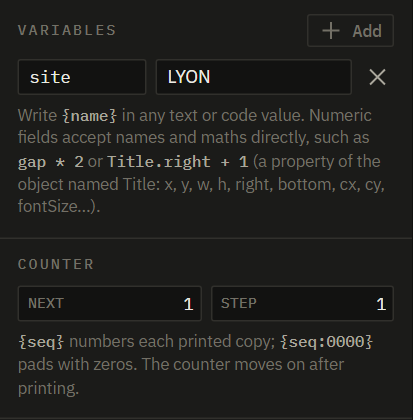 VARIABLES
+ Add
site LYON ×
Write {name} in any text or code value. Numeric
fields accept names and maths directly, such as
gap * 2 or Title.right + 1 (a property of the
object named Title: x, y, w, h, right, bottom, cx, cy,
fontSize…).
COUNTER
NEXT 1 STEP 1
{seq} numbers each printed copy; {seq:0000}
pads with zeros. The counter moves on after
printing.